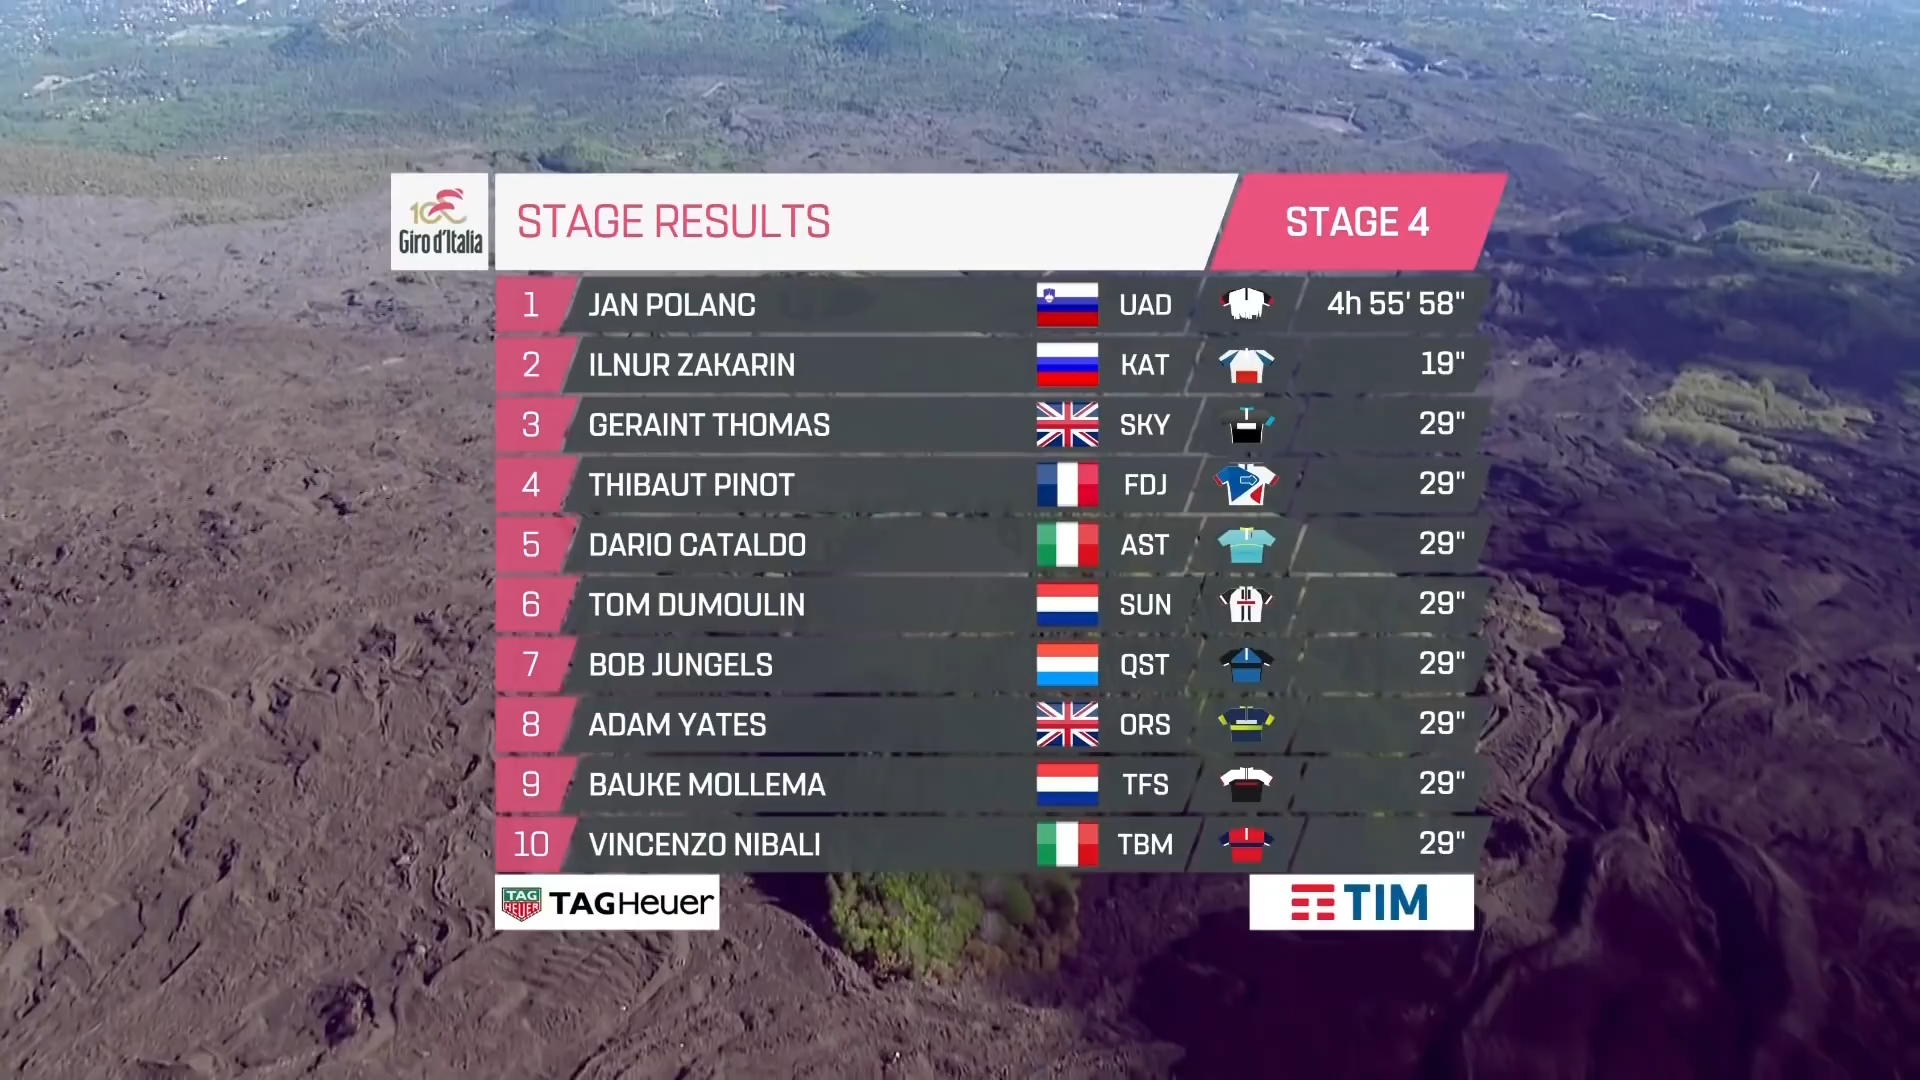 100
Giro d'Italia
STAGE RESULTS STAGE 4
1 JAN POLANC UAD 4h 55' 58"
2 ILNUR ZAKARIN KAT 19"
3 GERAINT THOMAS SKY 29"
4 THIBAUT PINOT FDJ 29"
5 DARIO CATALDO AST 29"
6 TOM DUMOULIN SUN 29"
7 BOB JUNGELS QST 29"
8 ADAM YATES ORS 29"
9 BAUKE MOLLEMA TFS 29"
10 VINCENZO NIBALI TBM 29"
TAG HEUER TAGHeuer TIM